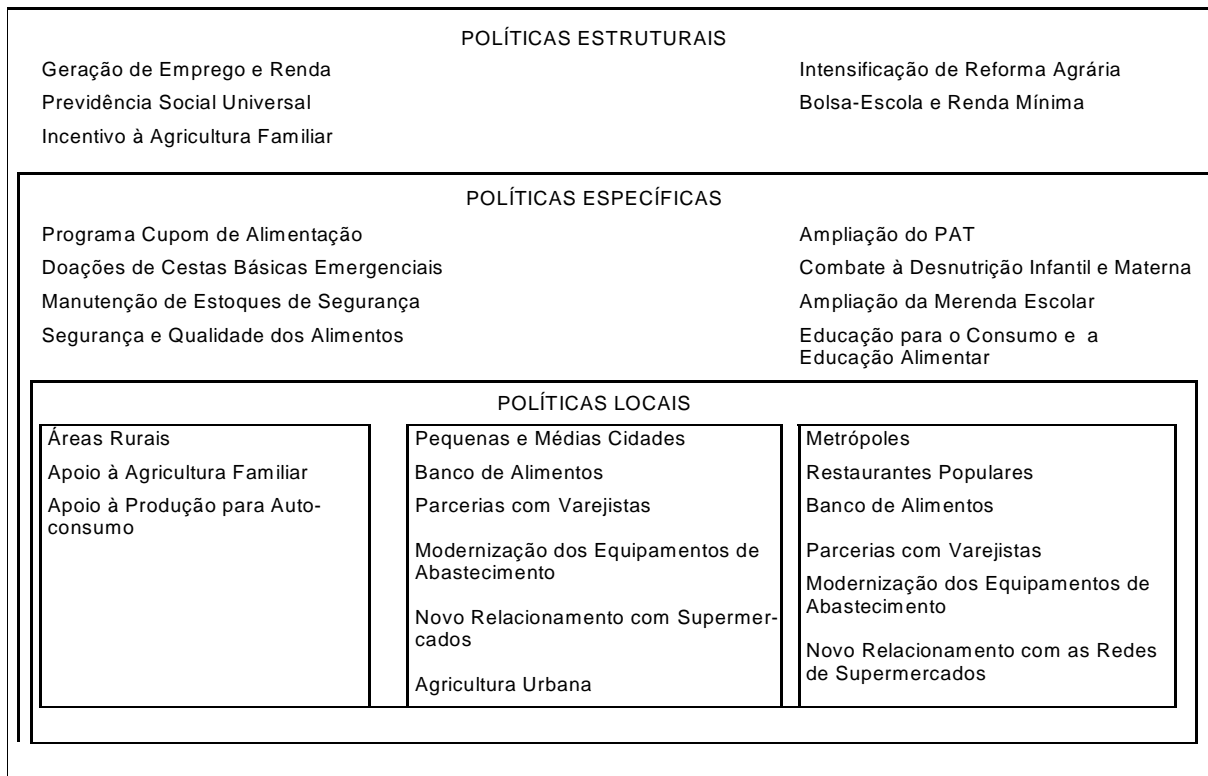 POLÍTICAS ESTRUTURAIS
Geração de Emprego e Renda
Previdência Social Universal
Incentivo à Agricultura Familiar
Intensificação de Reforma Agrária
Bolsa-Escola e Renda Mínima
POLÍTICAS ESPECÍFICAS
Programa Cupom de Alimentação
Doações de Cestas Básicas Emergenciais
Manutenção de Estoques de Segurança
Segurança e Qualidade dos Alimentos
Ampliação do PAT
Combate à Desnutrição Infantil e Materna
Ampliação da Merenda Escolar
Educação para o Consumo e a
Educação Alimentar
POLÍTICAS LOCAIS
Áreas Rurais
Apoio à Agricultura Familiar
Apoio à Produção para Auto-
consumo
Pequenas e Médias Cidades
Banco de Alimentos
Parcerias com Varejistas
Modernização dos Equipamentos de
Abastecimento
Novo Relacionamento com Supermer-
cados
Agricultura Urbana
Metrópoles
Restaurantes Populares
Banco de Alimentos
Parcerias com Varejistas
Modernização dos Equipamentos de
Abastecimento
Novo Relacionamento com as Redes
de Supermercados